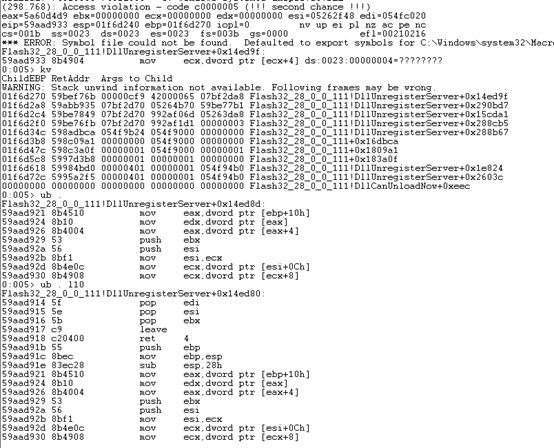 (298.768): Access violation - code c0000005 (!!! second chance !!!)
eax=5a60d4d9 ebx=00000000 ecx=00000000 edx=00000000 esi=05262f48 edi=054fc020
eip=59aad933 esp=01f6d240 ebp=01f6d270 iopl=0 nv up ei pl nz ac pe nc
cs=001b ss=0023 ds=0023 es=0023 fs=003b gs=0000 efl=00210216
*** ERROR: Symbol file could not be found. Defaulted to export symbols for C:\Windows\system32\Macr
Flash32_28_0_0_111!DllUnregisterServer+0x14ed9f:
59aad933 8b4904 mov ecx,dword ptr [ecx+4] ds:0023:00000004=????????
0:005> kv
ChildEBP RetAddr Args to Child
WARNING: Stack unwind information not available. Following frames may be wrong.
01f6d270 59bef76b 00000cf9 42000065 07bf2da8 Flash32_28_0_0_111!DllUnregisterServer+0x14ed9f
01f6d2a8 59abb935 07bf2d70 05264b70 59be77b1 Flash32_28_0_0_111!DllUnregisterServer+0x290bd7
01f6d2c4 59be7849 07bf2d70 992af06d 05263da8 Flash32_28_0_0_111!DllUnregisterServer+0x15cda1
01f6d2f0 59be76fb 07bf2d70 992af1d1 00000003 Flash32_28_0_0_111!DllUnregisterServer+0x288cb5
01f6d34c 598adbca 054f9b24 054f9000 00000000 Flash32_28_0_0_111!DllUnregisterServer+0x288b67
01f6d3b8 598c09a1 00000000 054f9000 00000000 Flash32_28_0_0_111+0x16dbca
01f6d47c 598c3a0f 00000001 054f9001 00000000 Flash32_28_0_0_111+0x1809a1
01f6d5c8 5997d3b8 00000001 00000001 00000000 Flash32_28_0_0_111+0x183a0f
01f6d618 59984bd0 00000401 00000001 054f94b0 Flash32_28_0_0_111!DllUnregisterServer+0x1e824
01f6d72c 5995a2f5 00000401 00000001 054f94b0 Flash32_28_0_0_111!DllUnregisterServer+0x2603c
00000000 00000000 00000000 00000000 00000000 Flash32_28_0_0_111!DllCanUnloadNow+0xeec
0:005> ub .
Flash32_28_0_0_111!DllUnregisterServer+0x14ed8d:
59aad921 8b4510 mov eax,dword ptr [ebp+10h]
59aad924 8b10 mov edx,dword ptr [eax]
59aad926 8b4004 mov eax,dword ptr [eax+4]
59aad929 53 push ebx
59aad92a 56 push esi
59aad92b 8bf1 mov esi,ecx
59aad92d 8b4e0c mov ecx,dword ptr [esi+0Ch]
59aad930 8b4908 mov ecx,dword ptr [ecx+8]
0:005> ub . l10
Flash32_28_0_0_111!DllUnregisterServer+0x14ed80:
59aad914 5f pop edi
59aad915 5e pop esi
59aad916 5b pop ebx
59aad917 c9 leave
59aad918 c20400 ret 4
59aad91b 55 push ebp
59aad91c 8bec mov ebp,esp
59aad91e 83ec28 sub esp,28h
59aad921 8b4510 mov eax,dword ptr [ebp+10h]
59aad924 8b10 mov edx,dword ptr [eax]
59aad926 8b4004 mov eax,dword ptr [eax+4]
59aad929 53 push ebx
59aad92a 56 push esi
59aad92b 8bf1 mov esi,ecx
59aad92d 8b4e0c mov ecx,dword ptr [esi+0Ch]
59aad930 8b4908 mov ecx,dword ptr [ecx+8]